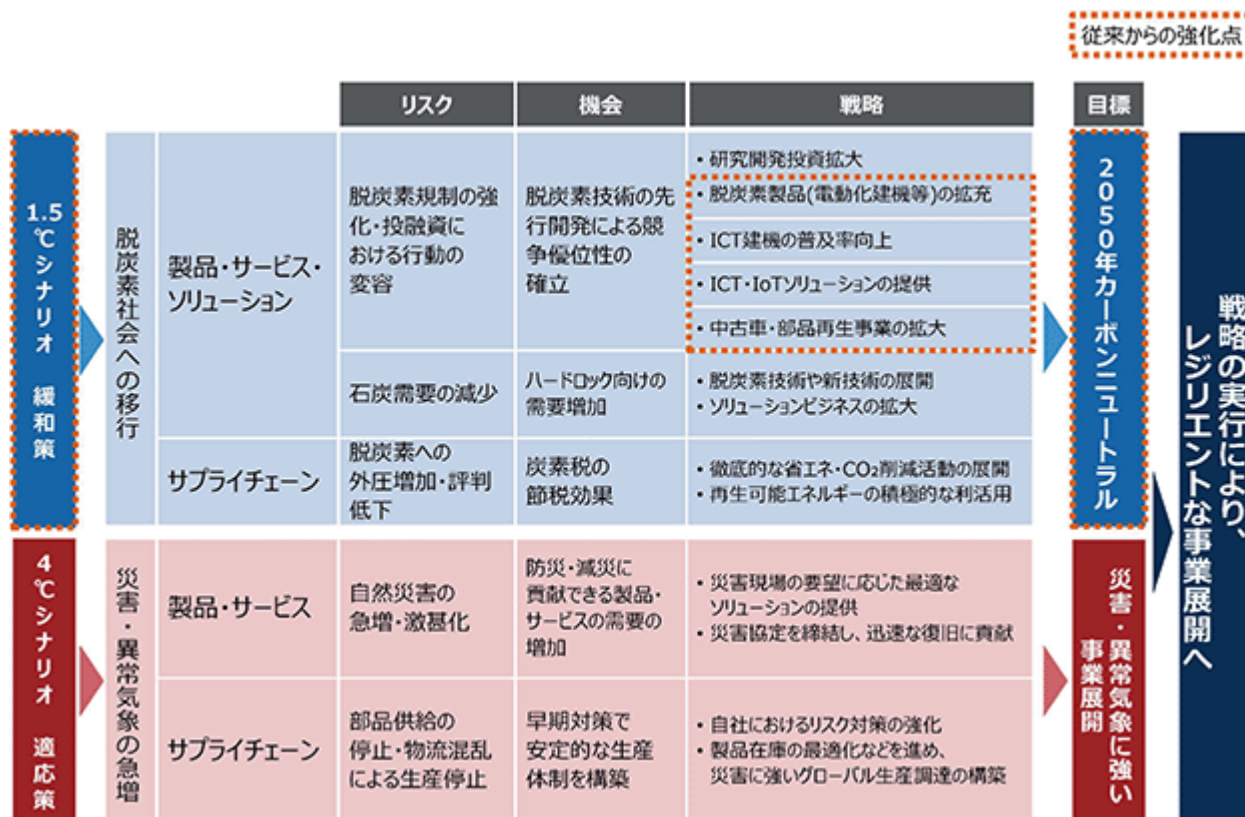 従来からの強化点
リスク
機会
戦略
目標
1.5℃シナリオ 緩和策
脱炭素社会への移行
製品・サービス・
ソリューション
脱炭素規制の強
化・投融資に
おける行動の
変容
脱炭素技術の先
行開発による競
争優位性の
確立
• 研究開発投資拡大
• 脱炭素製品(電動化建機等)の拡充
• ICT建機の普及率向上
• ICT・IoTソリューションの提供
• 中古車・部品再生事業の拡大
石炭需要の減少
ハードロック向けの
需要増加
• 脱炭素技術や新技術の展開
• ソリューションビジネスの拡大
サプライチェーン
脱炭素への
外圧増加・評判
低下
炭素税の
節税効果
• 徹底的な省エネ・CO₂削減活動の展開
• 再生可能エネルギーの積極的な利活用
2050年カーボンニュートラル
4℃シナリオ 適応策
災害・異常気象の急増
製品・サービス
自然災害の
急増・激甚化
防災・減災に
貢献できる製品・
サービスの需要の
増加
• 災害現場の要望に応じた最適な
ソリューションの提供
• 災害協定を締結し、迅速な復旧に貢献
サプライチェーン
部品供給の
停止・物流混乱
による生産停止
早期対策で
安定的な生産
体制を構築
• 自社におけるリスク対策の強化
• 製品在庫の最適化などを進め、
災害に強いグローバル生産調達の構築
災害・異常気象に強い
事業展開
戦略の実行により、
レジリエントな事業展開へ